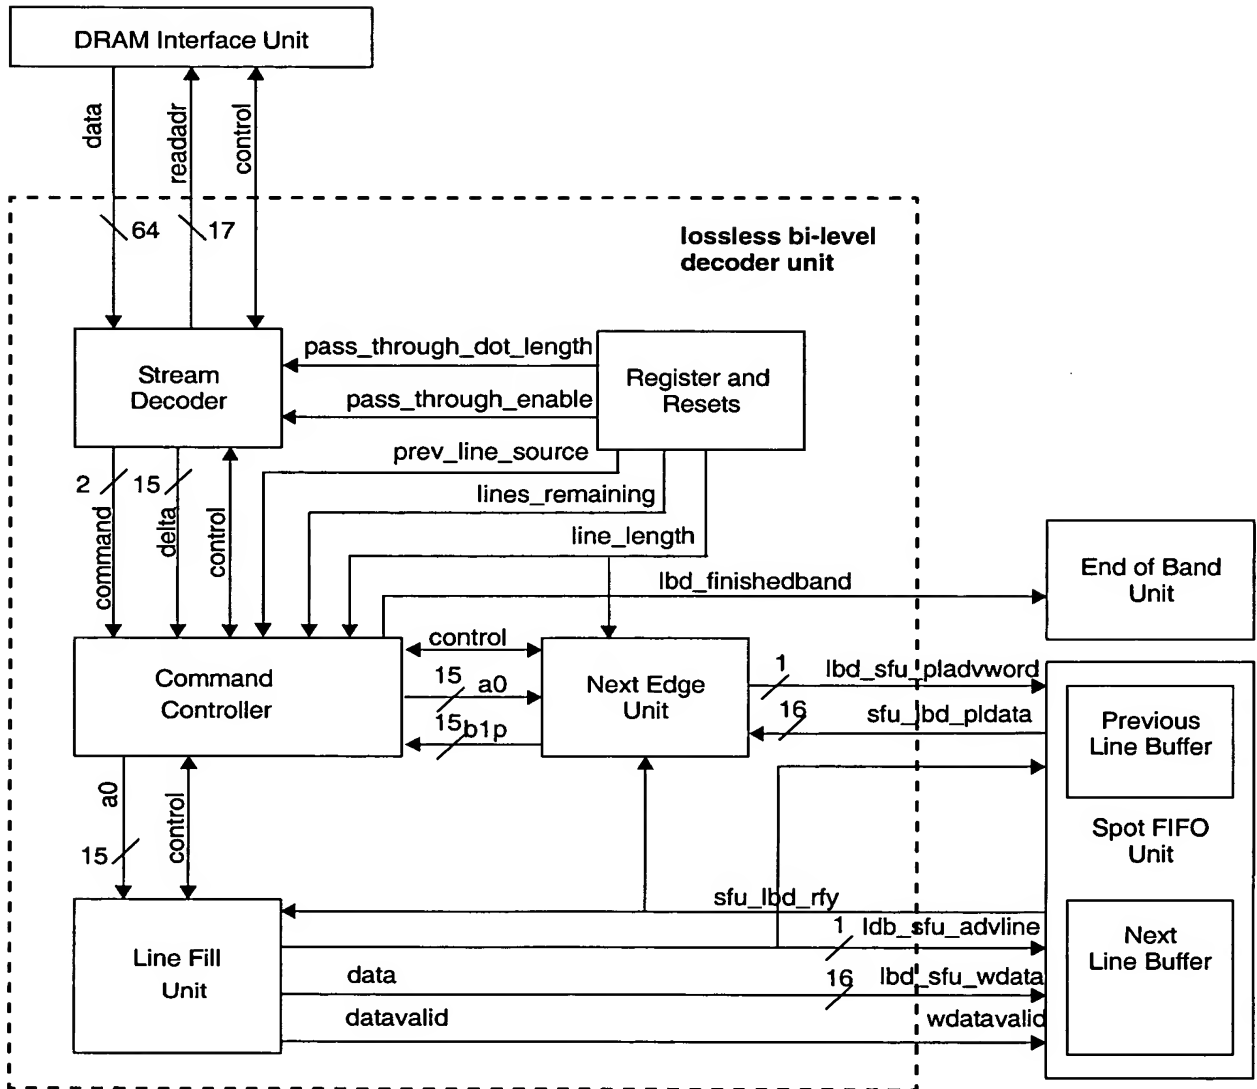 DRAM Interface Unit
data
readadr
control
64
17
lossless bi-level
decoder unit
Stream
Decoder
pass_through_dot_length
pass_through_enable
Register and
Resets
prev_line_source
lines_remaining
line_length
2
15
command
delta
control
lbd_finishedband
End of Band
Unit
Command
Controller
control
15
a0
15
b1p
Next Edge
Unit
1
lbd_sfu_pladvword
16
sfu_lbd_pldata
Previous
Line Buffer
Spot FIFO
Unit
a0
15
control
sfu_lbd_rfy
Line Fill
Unit
1
ldb_sfu_advline
data
16
lbd_sfu_wdata
datavalid
wdatavalid
Next
Line Buffer